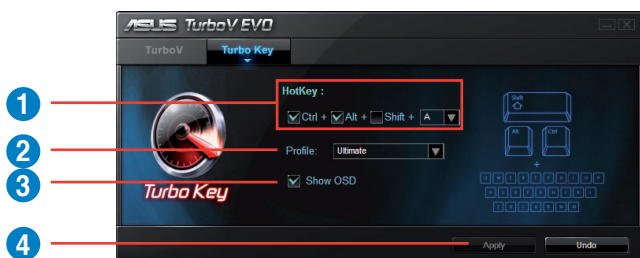 ASUS TurboV EVO
TurboV Turbo Key
1
HotKey :
Ctrl + Alt + Shift + A
2
Profile: Ultimate
3
Show OSD
Turbo Key
Shift
Alt Ctrl
+
4
Apply Undo